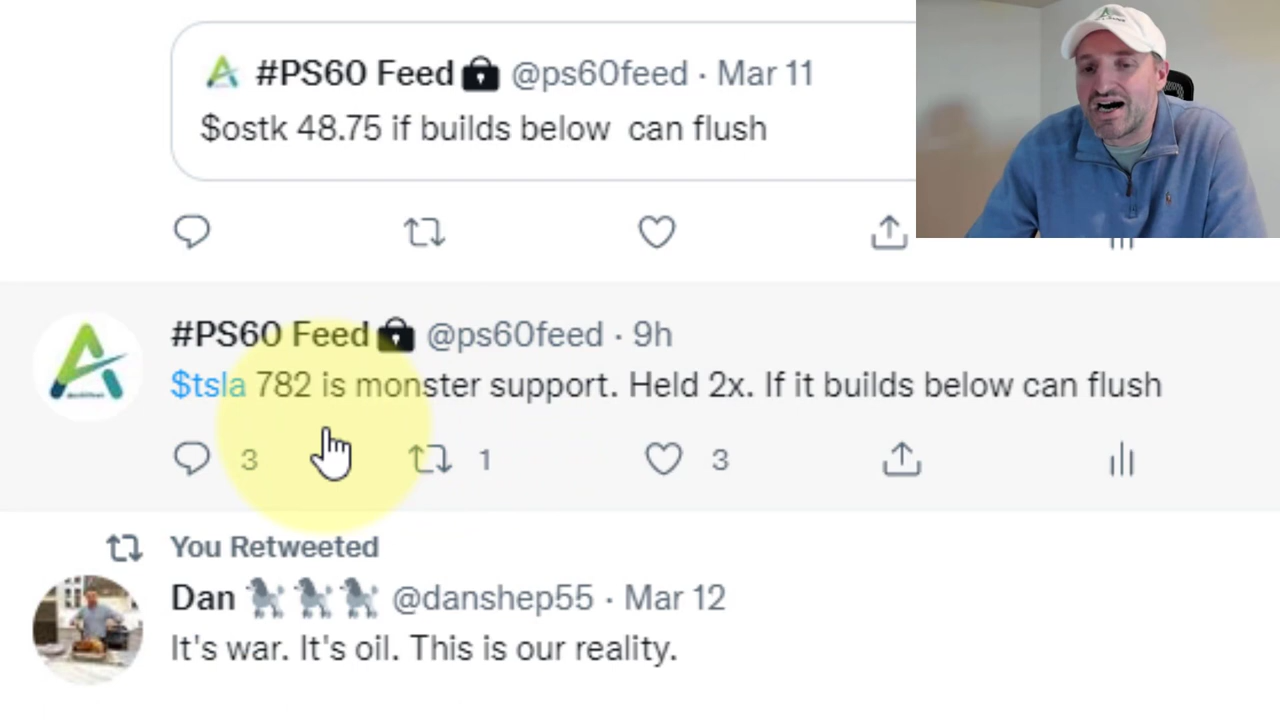 #PS60 Feed🔒 @ps60feed · Mar 11
$ostk 48.75 if builds below  can flush
#PS60 Feed🔒 @ps60feed · 9h
$tsla 782 is monster support. Held 2x. If it builds below can flush
3 1 3
You Retweeted
Dan 🐩🐩🐩 @danshep55 · Mar 12
It's war. It's oil. This is our reality.